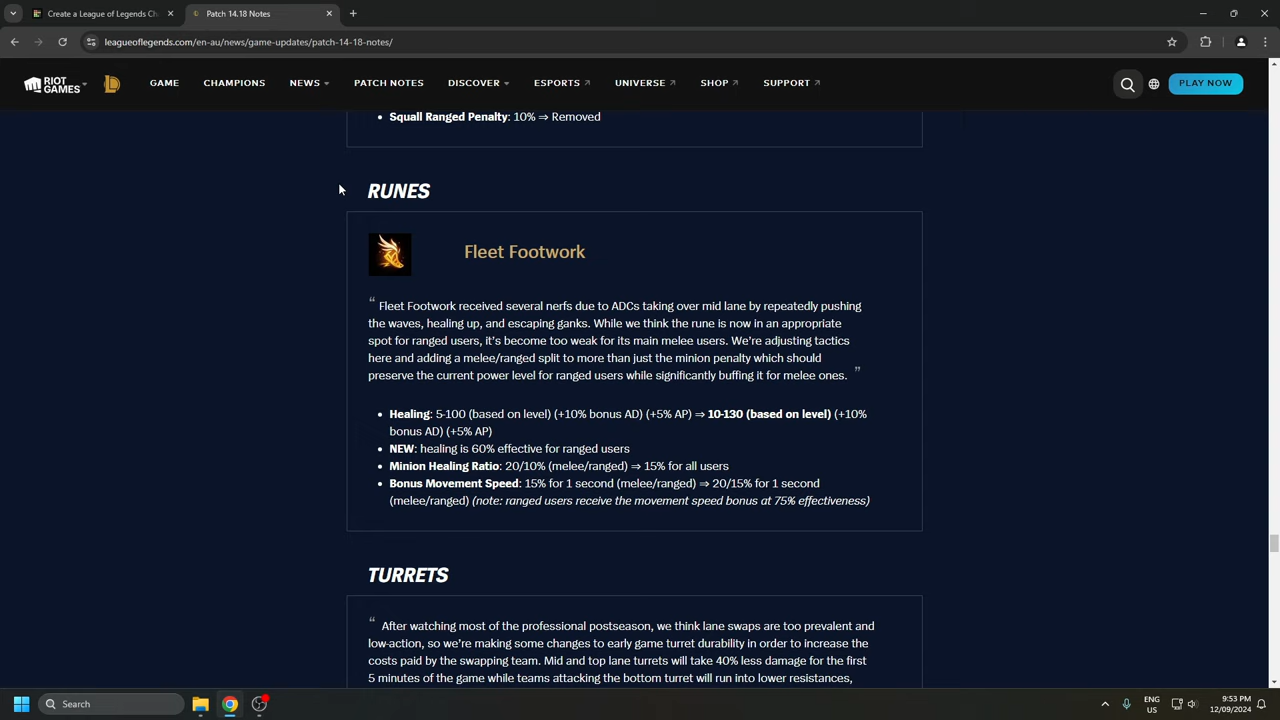 Create a League of Legends Ch
Patch 14.18 Notes
leagueoflegends.com/en-au/news/game-updates/patch-14-18-notes/
RIOT GAMES
GAME
CHAMPIONS
NEWS
PATCH NOTES
DISCOVER
ESPORTS
UNIVERSE
SHOP
SUPPORT
PLAY NOW
• Squall Ranged Penalty: 10% ⇒ Removed
RUNES
Fleet Footwork
“ Fleet Footwork received several nerfs due to ADCs taking over mid lane by repeatedly pushing
the waves, healing up, and escaping ganks. While we think the rune is now in an appropriate
spot for ranged users, it’s become too weak for its main melee users. We’re adjusting tactics
here and adding a melee/ranged split to more than just the minion penalty which should
preserve the current power level for ranged users while significantly buffing it for melee ones. ”
• Healing: 5-100 (based on level) (+10% bonus AD) (+5% AP) ⇒ 10-130 (based on level) (+10%
bonus AD) (+5% AP)
• NEW: healing is 60% effective for ranged users
• Minion Healing Ratio: 20/10% (melee/ranged) ⇒ 15% for all users
• Bonus Movement Speed: 15% for 1 second (melee/ranged) ⇒ 20/15% for 1 second
(melee/ranged) (note: ranged users receive the movement speed bonus at 75% effectiveness)
TURRETS
“ After watching most of the professional postseason, we think lane swaps are too prevalent and
low-action, so we’re making some changes to early game turret durability in order to increase the
costs paid by the swapping team. Mid and top lane turrets will take 40% less damage for the first
5 minutes of the game while teams attacking the bottom turret will run into lower resistances,
Search
ENG
US
9:53 PM
12/09/2024